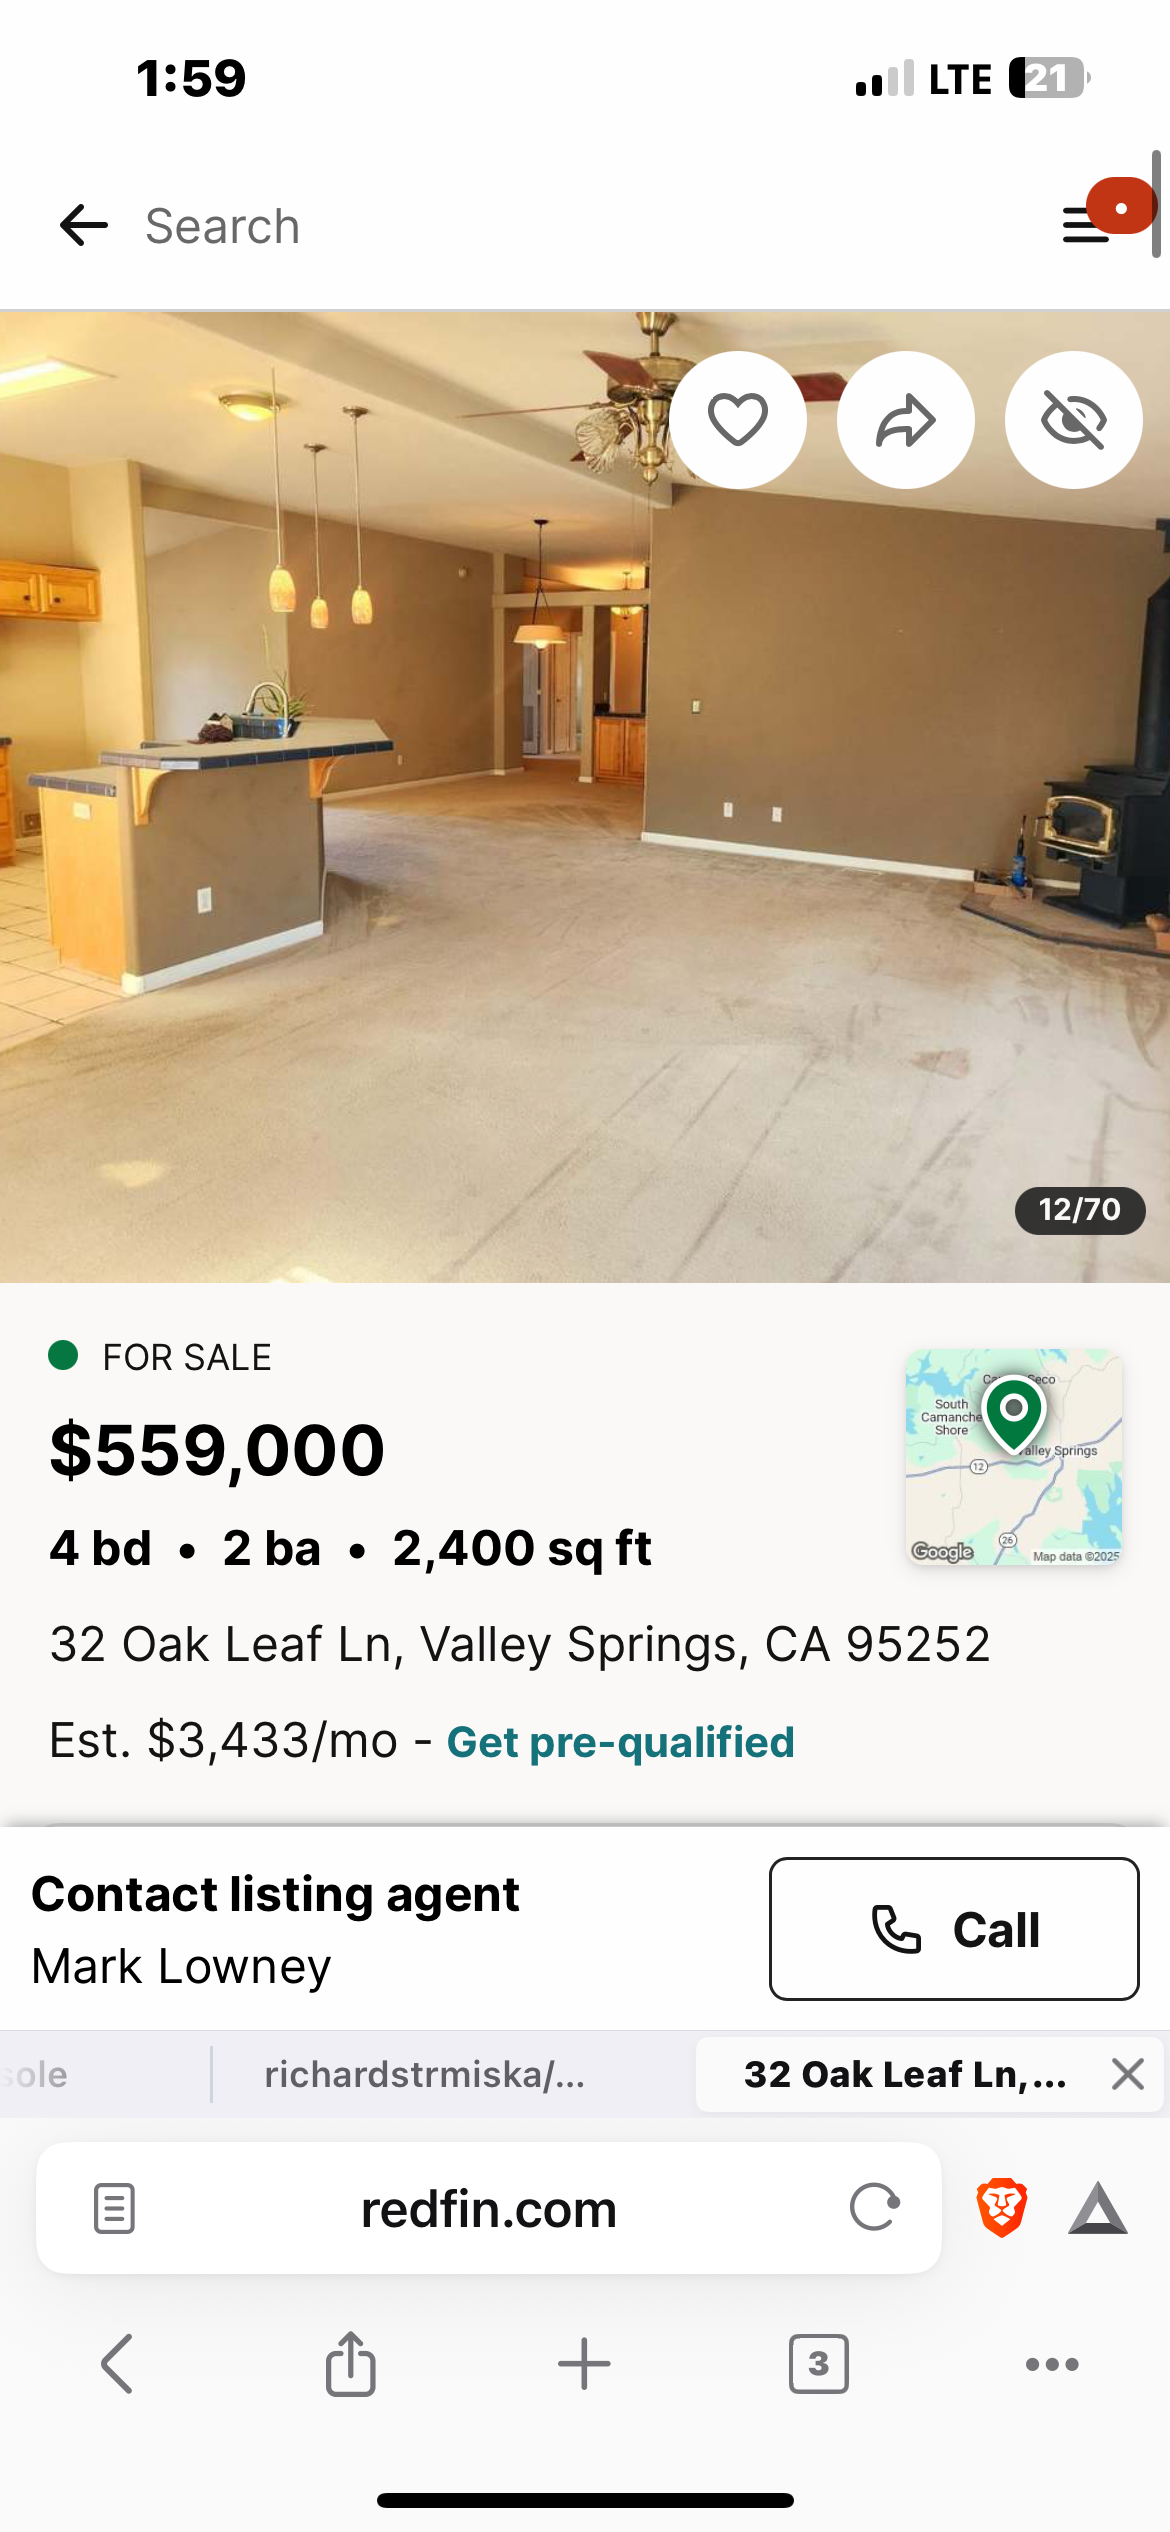 1:59
LTE 21
Search
12/70
FOR SALE
$559,000
4 bd • 2 ba • 2,400 sq ft
32 Oak Leaf Ln, Valley Springs, CA 95252
Est. $3,433/mo - Get pre-qualified
Seco
South
Camanche
Shore
alley Springs
12
26
Google
Map data ©2025
Contact listing agent
Mark Lowney
Call
sole
richardstrmiska/...
32 Oak Leaf Ln,...
redfin.com
3